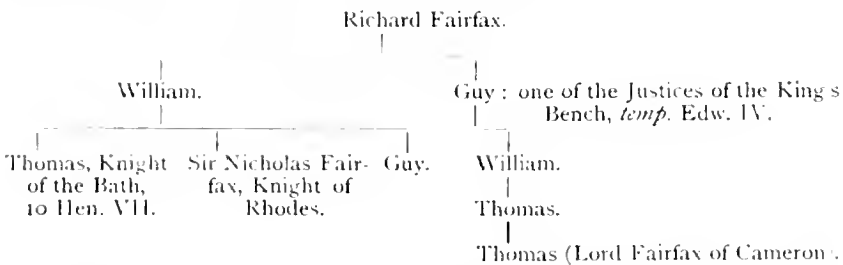 Richard Fairfax.
William.
Guy : one of the Justices of the King's
Bench, temp. Edw. IV.
Thomas, Knight
of the Bath,
10 Hen. VII.
Sir Nicholas Fair-
fax, Knight of
Rhodes.
Guy.
William.
Thomas.
Thomas (Lord Fairfax of Cameron).